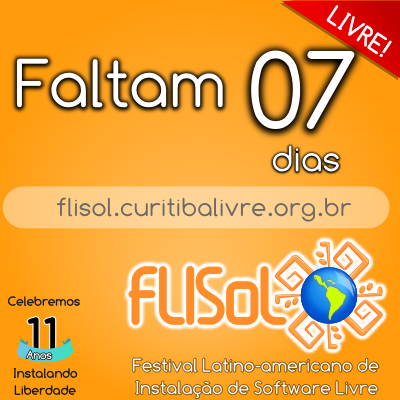 LIVRE!
Faltam 07
dias
flisol.curitibalivre.org.br
FLISoL
Celebremos
11
Anos
Instalando
Liberdade
Festival Latino-americano de
Instalação de Software Livre